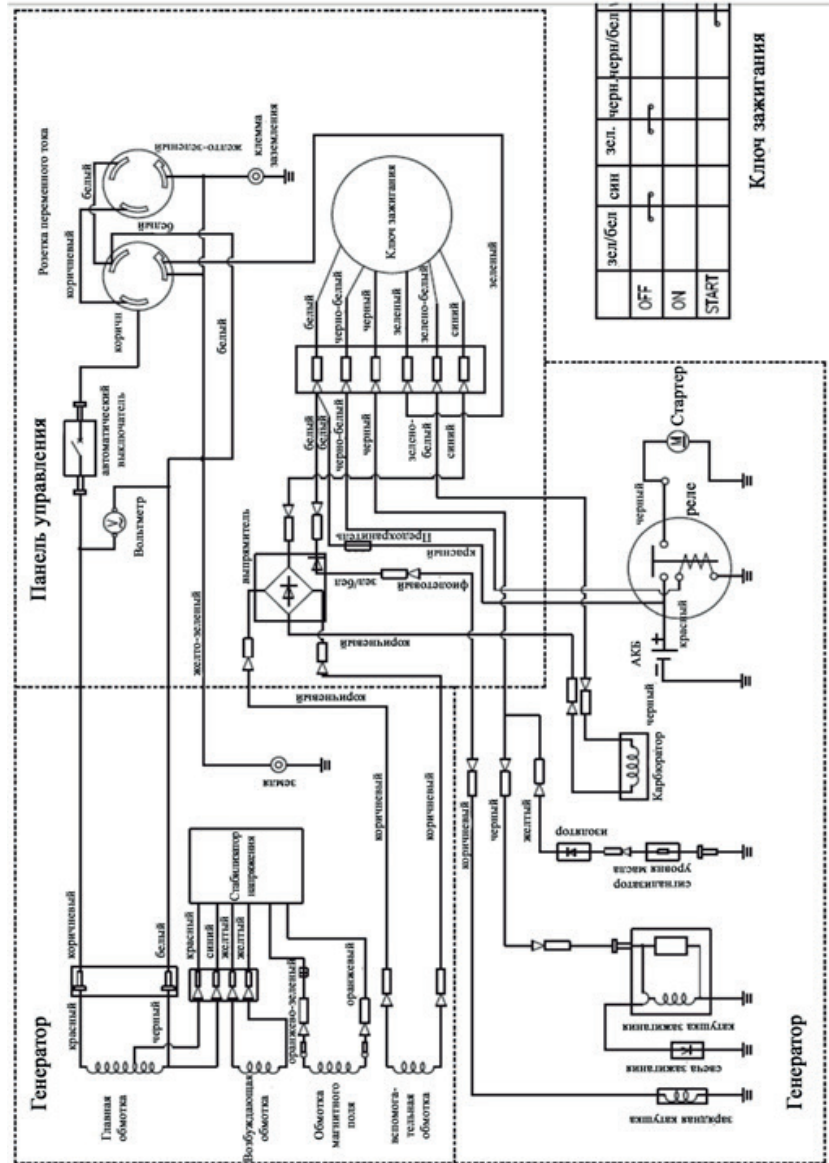 Генератор
Панель управления
Розетка переменного тока
коричневый
белый
желто-зеленый
клемма
заземления
белый
коричн
автоматический
выключатель
Вольтметр
белый
желто-зеленый
Ключ зажигания
белый
черно-белый
черный
зеленый
зелено-белый
синий
зеленый
белый
белый
черно-белый
черный
зелено-
белый
синий
выпрямитель
зел/бел
Предохранитель
красный
фиолетовый
коричневый
коричневый
земля
коричневый
белый
красный
черный
Главная
обмотка
красный
синий
желтый
желтый
Стабилизатор
напряжения
Возбуждающая
обмотка
оранжево-зеленый
оранжевый
Обмотка
магнитного
поля
вспомога-
тельная
обмотка
коричневый
коричневый
коричневый
черный
желтый
изолятор
сигнализатор
уровня масла
катушка зажигания
свеча зажигания
зарядная катушка
Карбюратор
АКБ
+
−
черный
красный
черный
реле
M
Стартер
V
Генератор
зел/бел син зел. черн. черн/бел
OFF
ON
START
Ключ зажигания